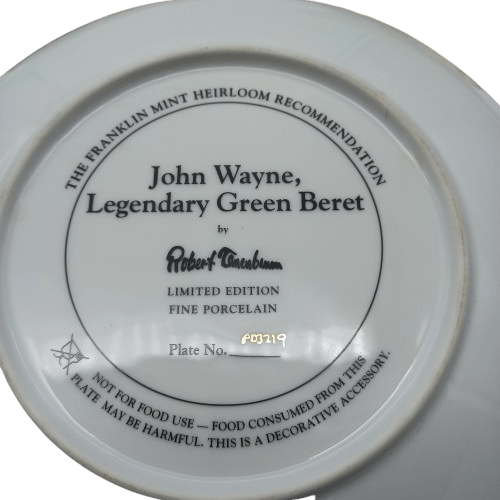 THE FRANKLIN MINT HEIRLOOM RECOMMENDATION
John Wayne,
Legendary Green Beret
by
Robert Tanenbaum
LIMITED EDITION
FINE PORCELAIN
Plate No. PD3219
NOT FOR FOOD USE — FOOD CONSUMED FROM THIS
PLATE MAY BE HARMFUL. THIS IS A DECORATIVE ACCESSORY.